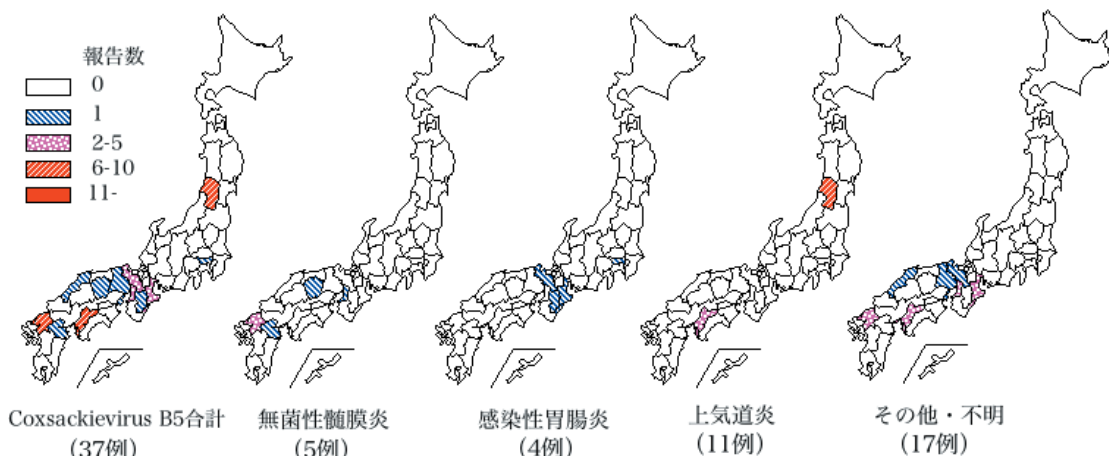 報告数
0
1
2-5
6-10
11-
Coxsackievirus B5合計
(37例)
無菌性髄膜炎
(5例)
感染性胃腸炎
(4例)
上気道炎
(11例)
その他・不明
(17例)